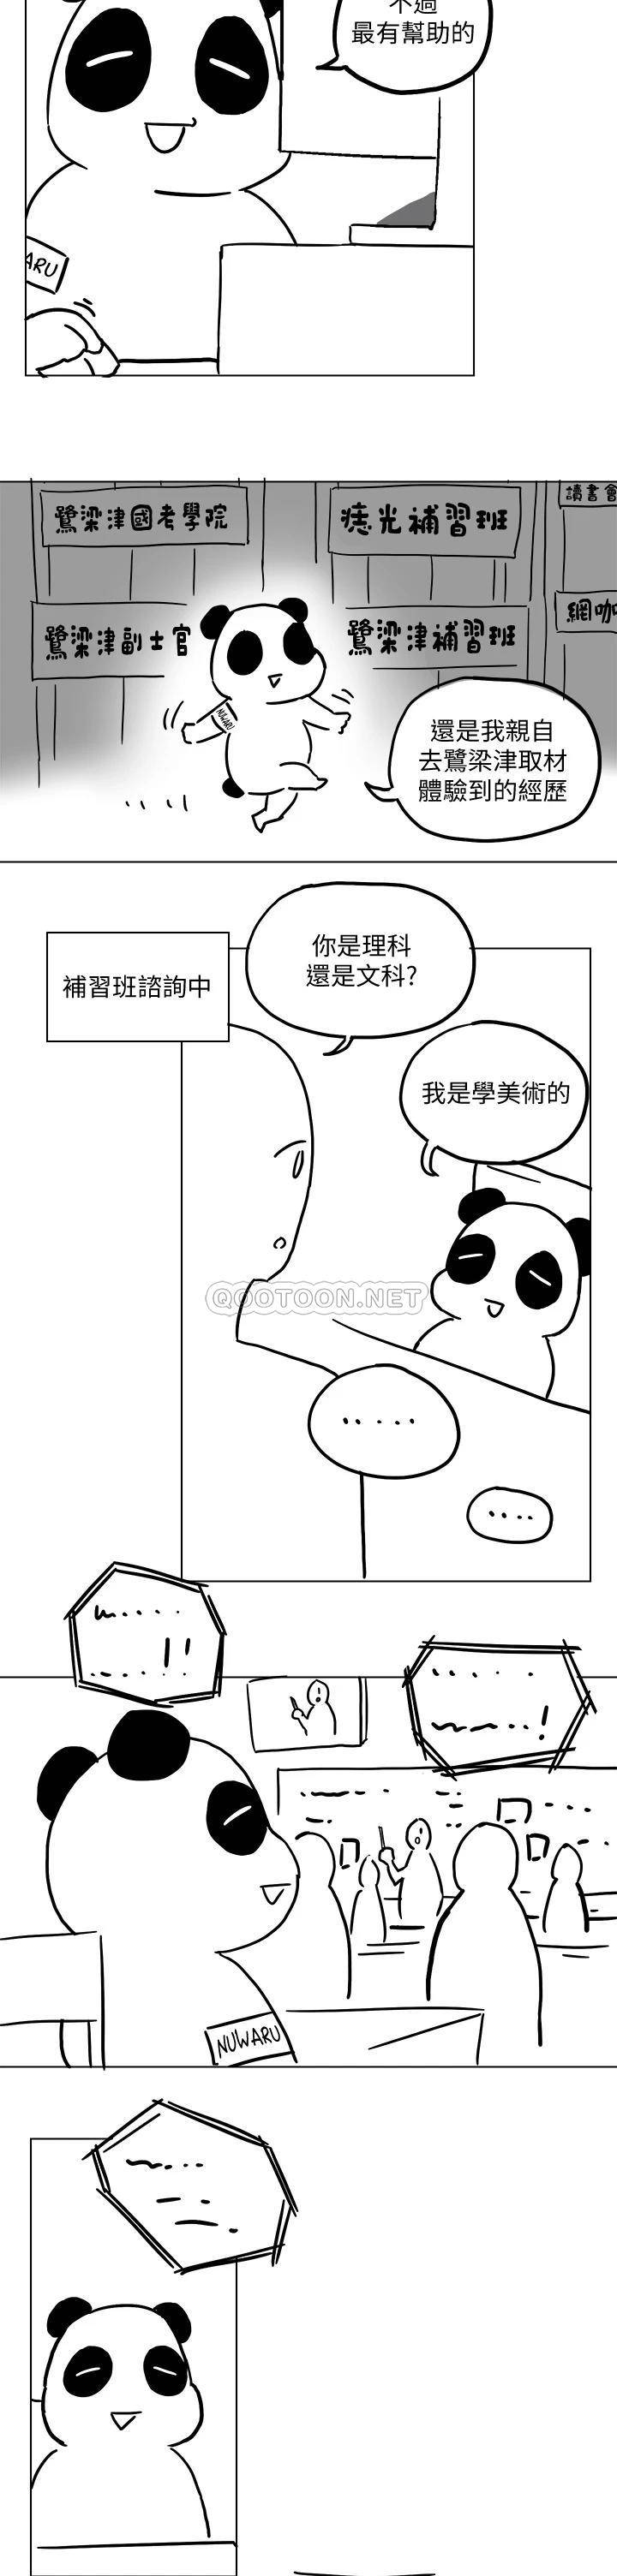 不過
最有幫助的
ARU
鷺梁津國考學院
痣光補習班
讀書會
鷺梁津副士官
鷺梁津補習班
網咖
NUWARU
還是我親自
去鷺梁津取材
體驗到的經歷
補習班諮詢中
你是理科
還是文科?
我是學美術的
QOOTOON.NET
.....
....
NUWARU